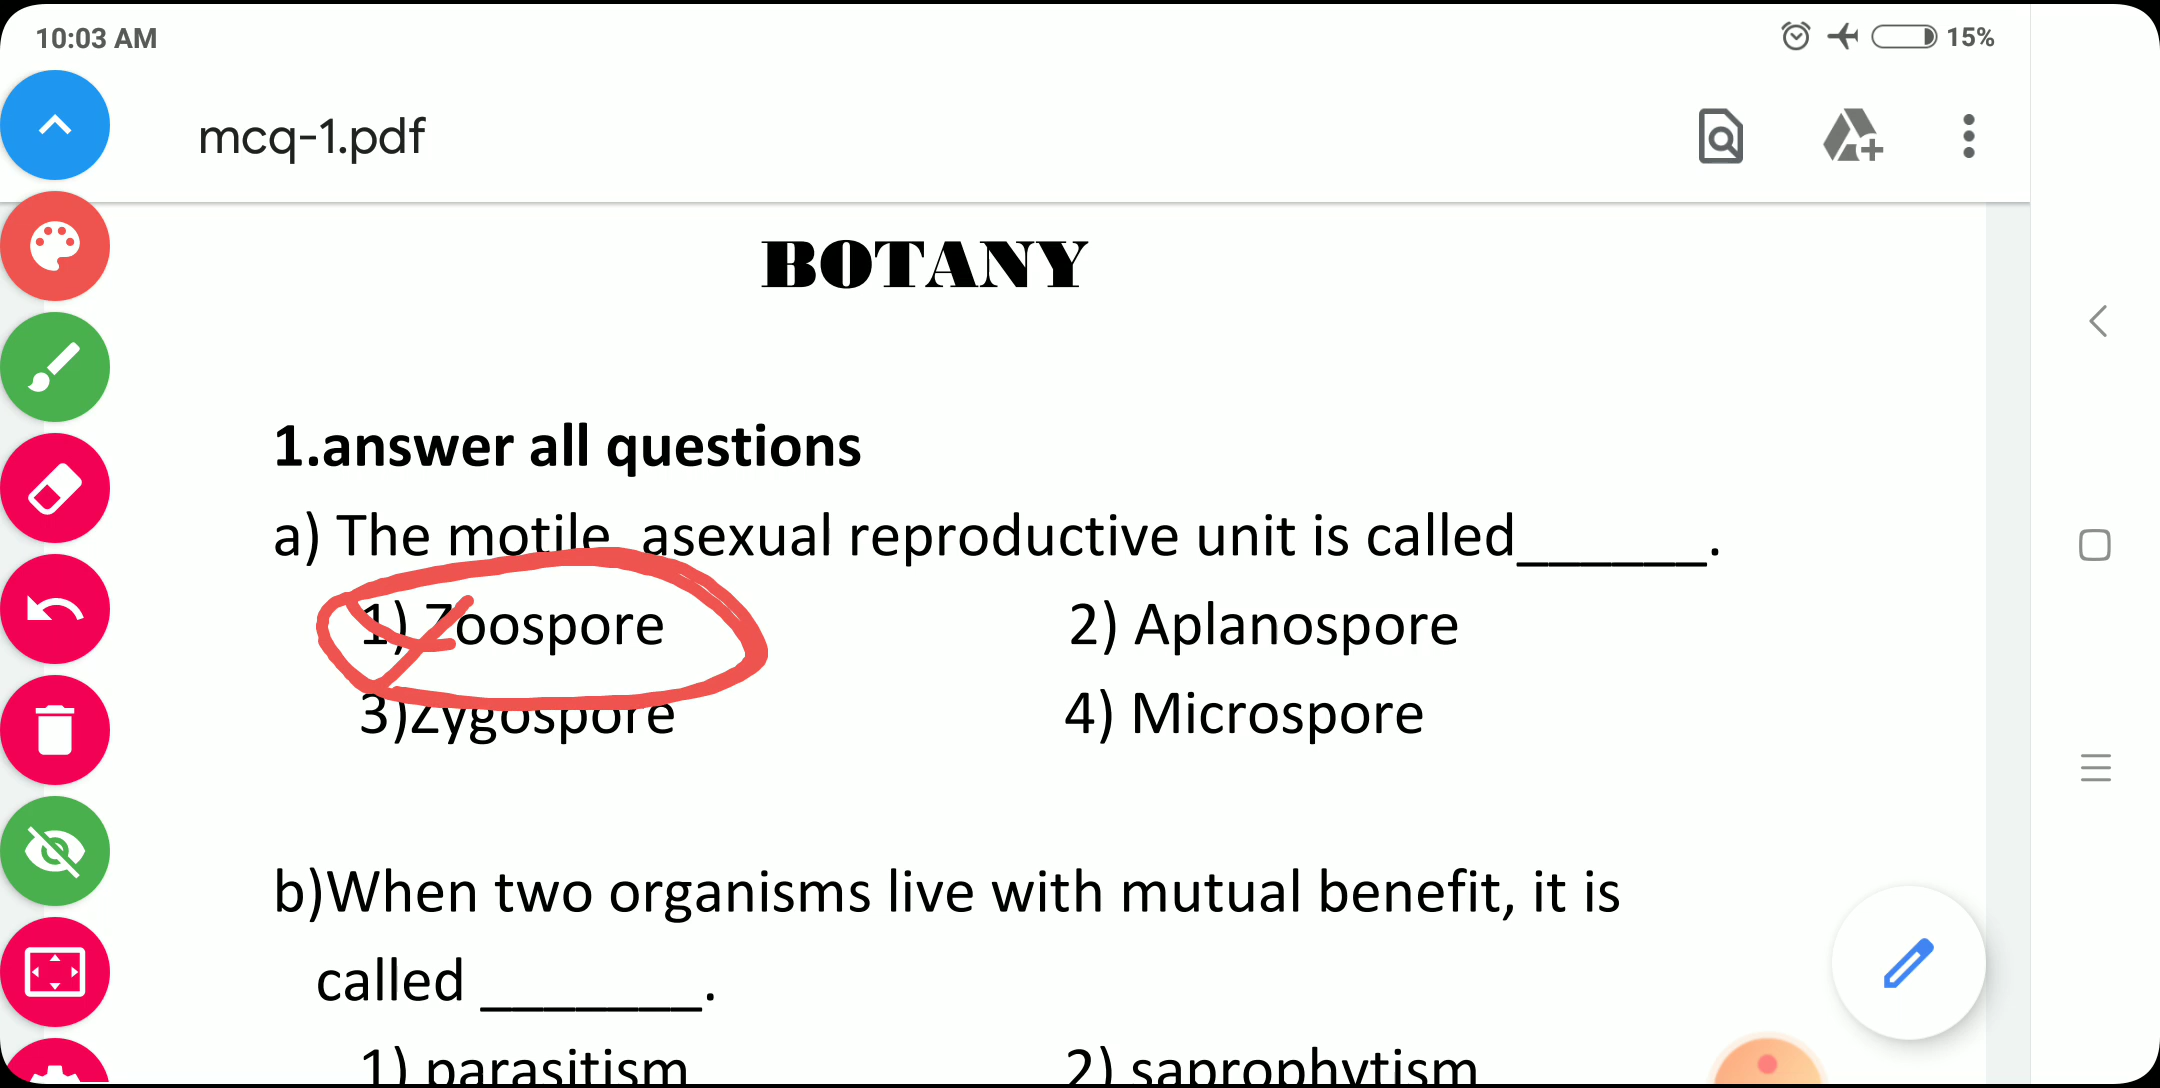 10:03 AM
15%
mcq-1.pdf
BOTANY
1.answer all questions
a) The motile asexual reproductive unit is called______.
1) Zoospore 2) Aplanospore
3)Zygospore 4) Microspore
b)When two organisms live with mutual benefit, it is
called _______.
1) parasitism 2) saprophytism